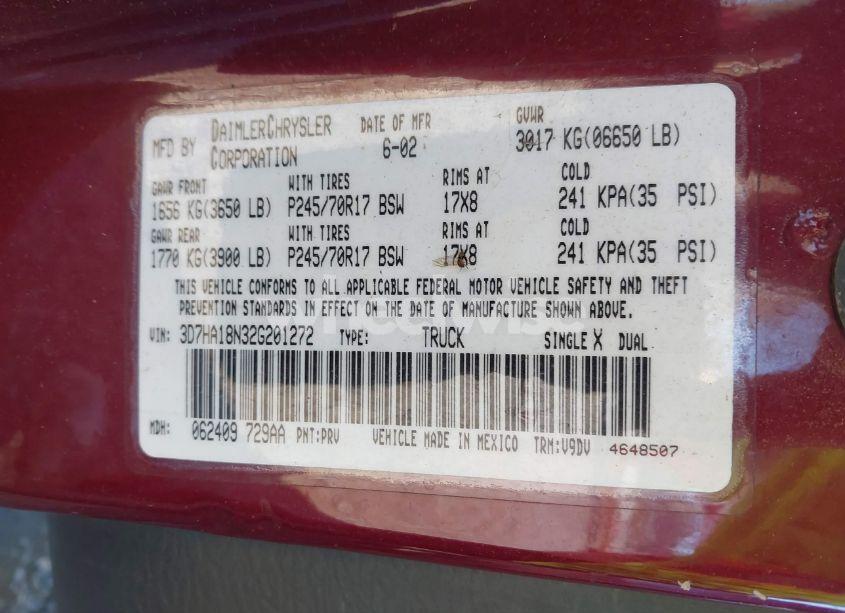 MFD BY DAIMLERCHRYSLER CORPORATION DATE OF MFR 6-02 GVWR 3017 KG(06650 LB)
GAWR FRONT WITH TIRES RIMS AT COLD
1656 KG(3650 LB) P245/70R17 BSW 17X8 241 KPA(35 PSI)
GAWR REAR WITH TIRES RIMS AT COLD
1770 KG(3900 LB) P245/70R17 BSW 17X8 241 KPA(35 PSI)
THIS VEHICLE CONFORMS TO ALL APPLICABLE FEDERAL MOTOR VEHICLE SAFETY AND THEFT
PREVENTION STANDARDS IN EFFECT ON THE DATE OF MANUFACTURE SHOWN ABOVE.
VIN: 3D7HA18N32G201272 TYPE: TRUCK SINGLE X DUAL
MDH: 062409 729AA PNT:PRV VEHICLE MADE IN MEXICO TRM:V9DV 4648507